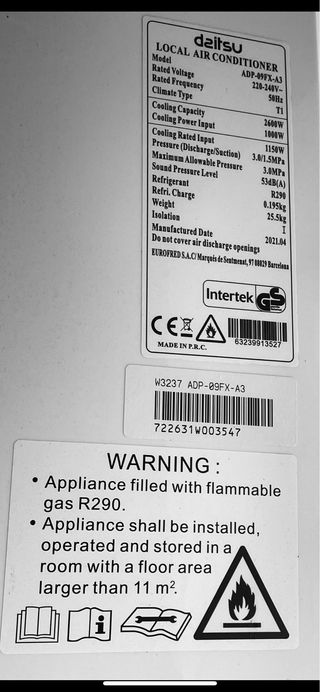 daitsu
LOCAL AIR CONDITIONER
Model ADP-09FX-A3
Rated Voltage 220-240V~
Rated Frequency 50Hz
Climate Type T1
Cooling Capacity 2600W
Cooling Power Input 1000W
Cooling Rated Input 1150W
Pressure (Discharge/Suction) 3.0/1.5MPa
Maximum Allowable Pressure 3.0MPa
Sound Pressure Level 53dB(A)
Refrigerant R290
Refri. Charge 0.195kg
Weight 25.5kg
Isolation I
Manufactured Date 2021.04
Do not cover air discharge openings
EUROFRED S.A.C/ Marqués de Sentmenat, 97 08029 Barcelona
Intertek GS
CE
MADE IN P.R.C.
63239913527
W3237 ADP-09FX-A3
722631W003547
WARNING :
• Appliance filled with flammable
gas R290.
• Appliance shall be installed,
operated and stored in a
room with a floor area
larger than 11 m².